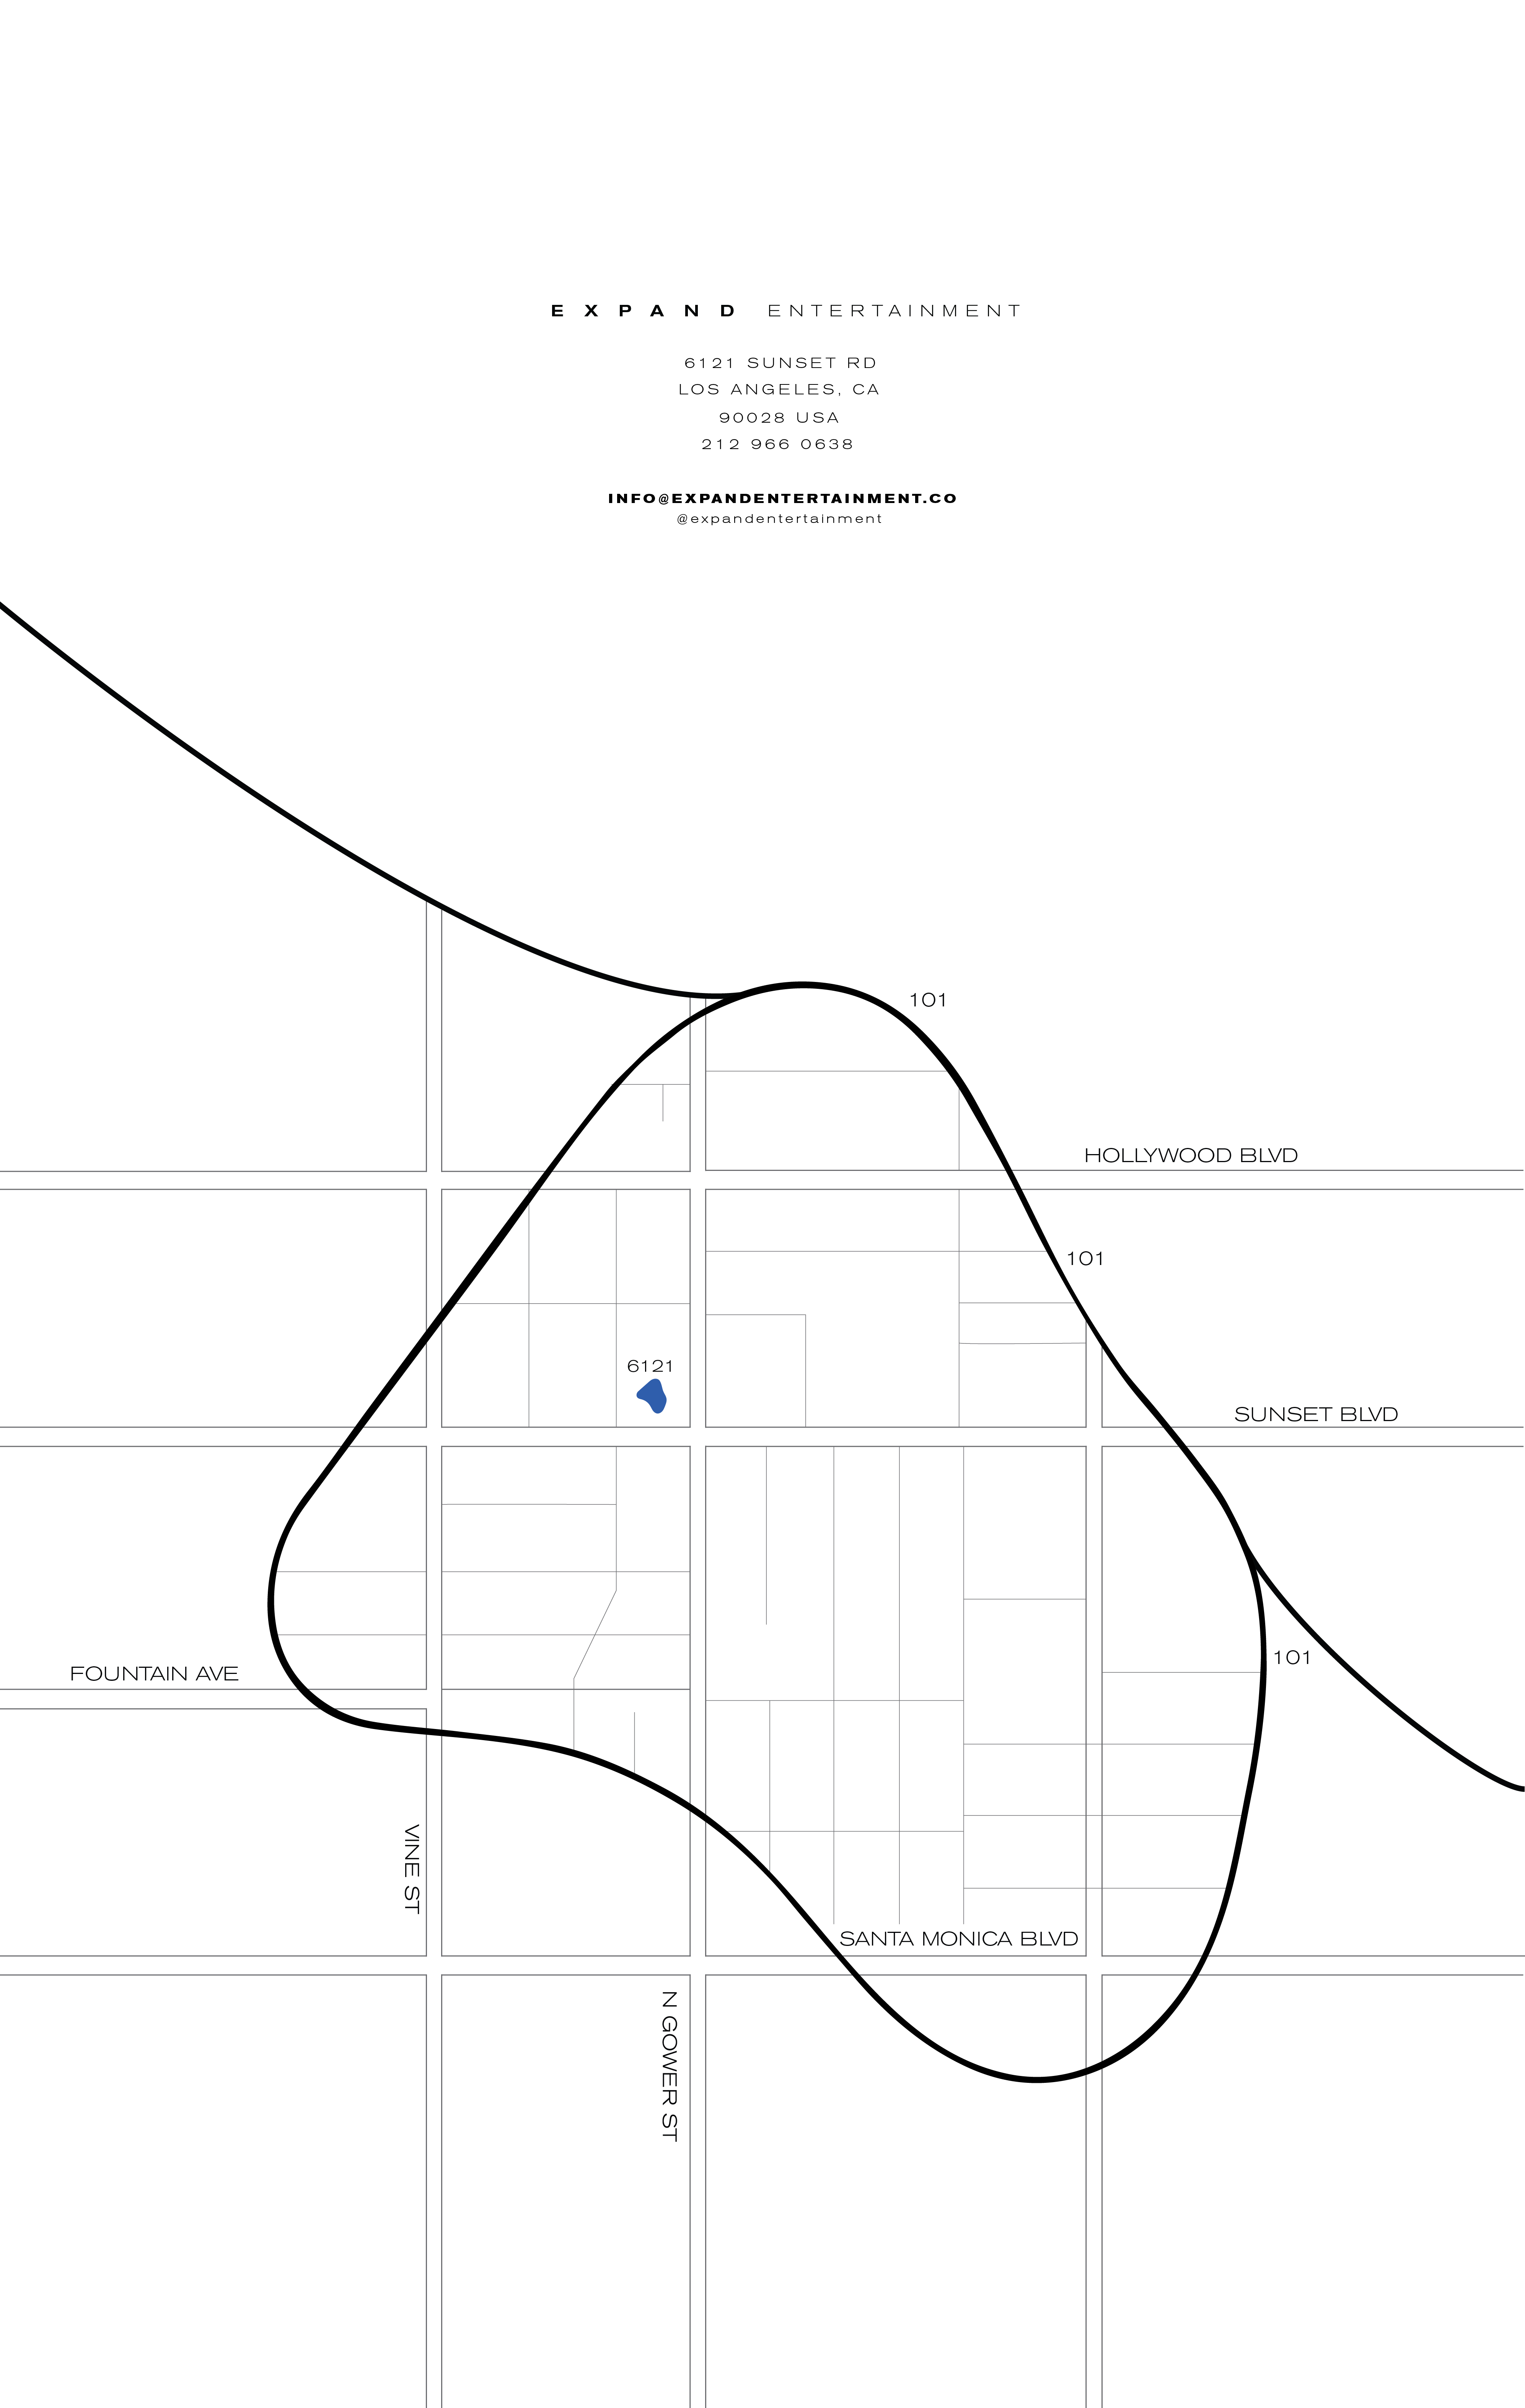 EXPAND ENTERTAINMENT
6121 SUNSET RD
LOS ANGELES, CA
90028 USA
212 966 0638
INFO@EXPANDENTERTAINMENT.CO
@expandentertainment
101
HOLLYWOOD BLVD
101
6121
SUNSET BLVD
101
FOUNTAIN AVE
VINE ST
SANTA MONICA BLVD
N GOWER ST